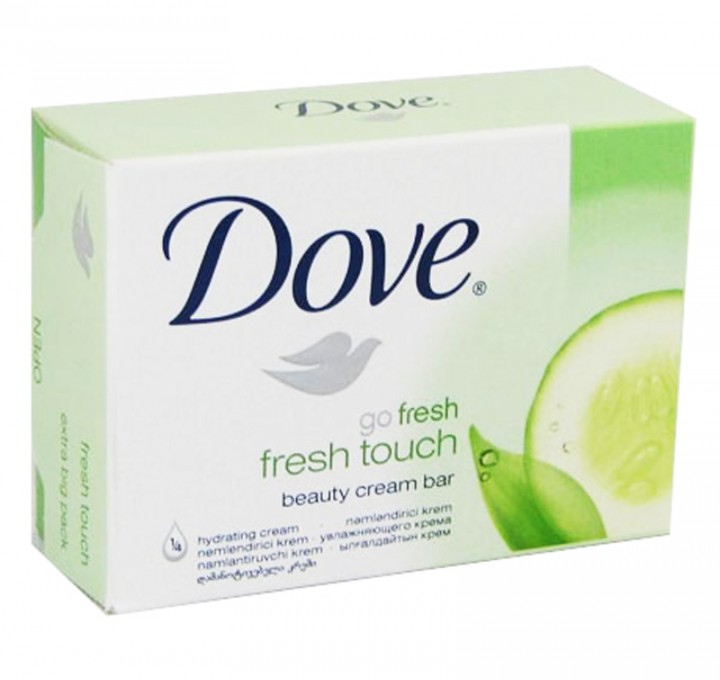 Dove
Dove®
go fresh
fresh touch
beauty cream bar
1/4
hydrating cream · nəmləndirici krem
nemlendirici krem · увлажняющего крема
namlantiruvchi krem · ылғалдайтын крем
OPEN
fresh touch
extra big pack